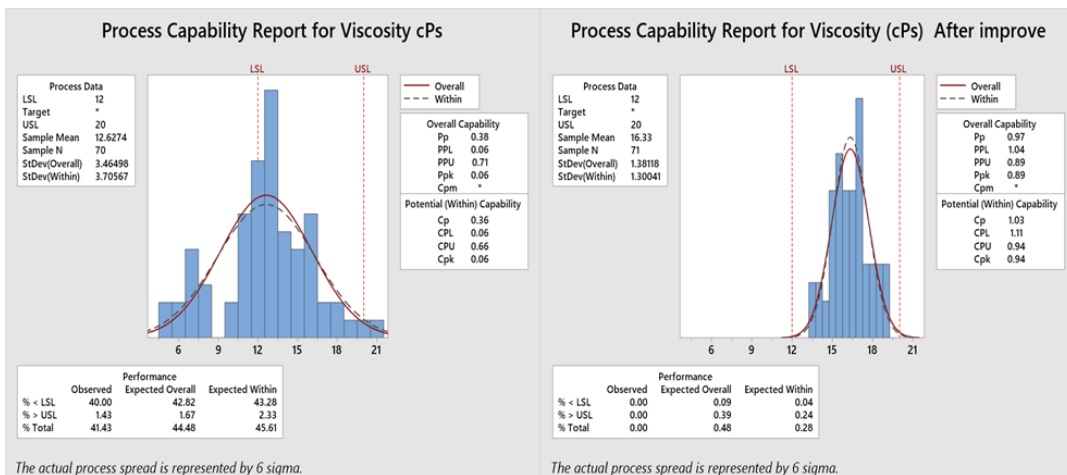 Process Capability Report for Viscosity cPs
LSL
USL
Process Data
LSL 12
Target *
USL 20
Sample Mean 12.6274
Sample N 70
StDev(Overall) 3.46498
StDev(Within) 3.70567
Overall
Within
Overall Capability
Pp 0.38
PPL 0.06
PPU 0.71
Ppk 0.06
Cpm *
Potential (Within) Capability
Cp 0.36
CPL 0.06
CPU 0.66
Cpk 0.06
6 9 12 15 18 21
Performance
Observed Expected Overall Expected Within
% < LSL 40.00 42.82 43.28
% > USL 1.43 1.67 2.33
% Total 41.43 44.48 45.61
The actual process spread is represented by 6 sigma.
Process Capability Report for Viscosity (cPs) After improve
LSL
USL
Process Data
LSL 12
Target *
USL 20
Sample Mean 16.33
Sample N 71
StDev(Overall) 1.38118
StDev(Within) 1.30041
Overall
Within
Overall Capability
Pp 0.97
PPL 1.04
PPU 0.89
Ppk 0.89
Cpm *
Potential (Within) Capability
Cp 1.03
CPL 1.11
CPU 0.94
Cpk 0.94
6 9 12 15 18 21
Performance
Observed Expected Overall Expected Within
% < LSL 0.00 0.09 0.04
% > USL 0.00 0.39 0.24
% Total 0.00 0.48 0.28
The actual process spread is represented by 6 sigma.